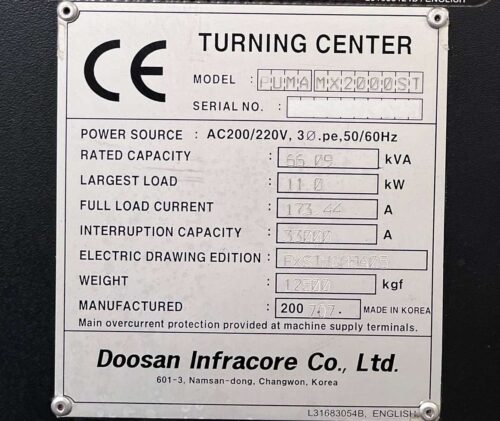 CE
TURNING CENTER
MODEL : PUMA MX2000ST
SERIAL NO. :
POWER SOURCE : AC200/220V, 3Ø.pe,50/60Hz
RATED CAPACITY : 66.09 kVA
LARGEST LOAD : 11.0 kW
FULL LOAD CURRENT : 173.44 A
INTERRUPTION CAPACITY : 33000 A
ELECTRIC DRAWING EDITION :
WEIGHT : kgf
MANUFACTURED : 200 MADE IN KOREA
Main overcurrent protection provided at machine supply terminals.
Doosan Infracore Co., Ltd.
601-3, Namsan-dong, Changwon, Korea
L31683054B, ENGLISH